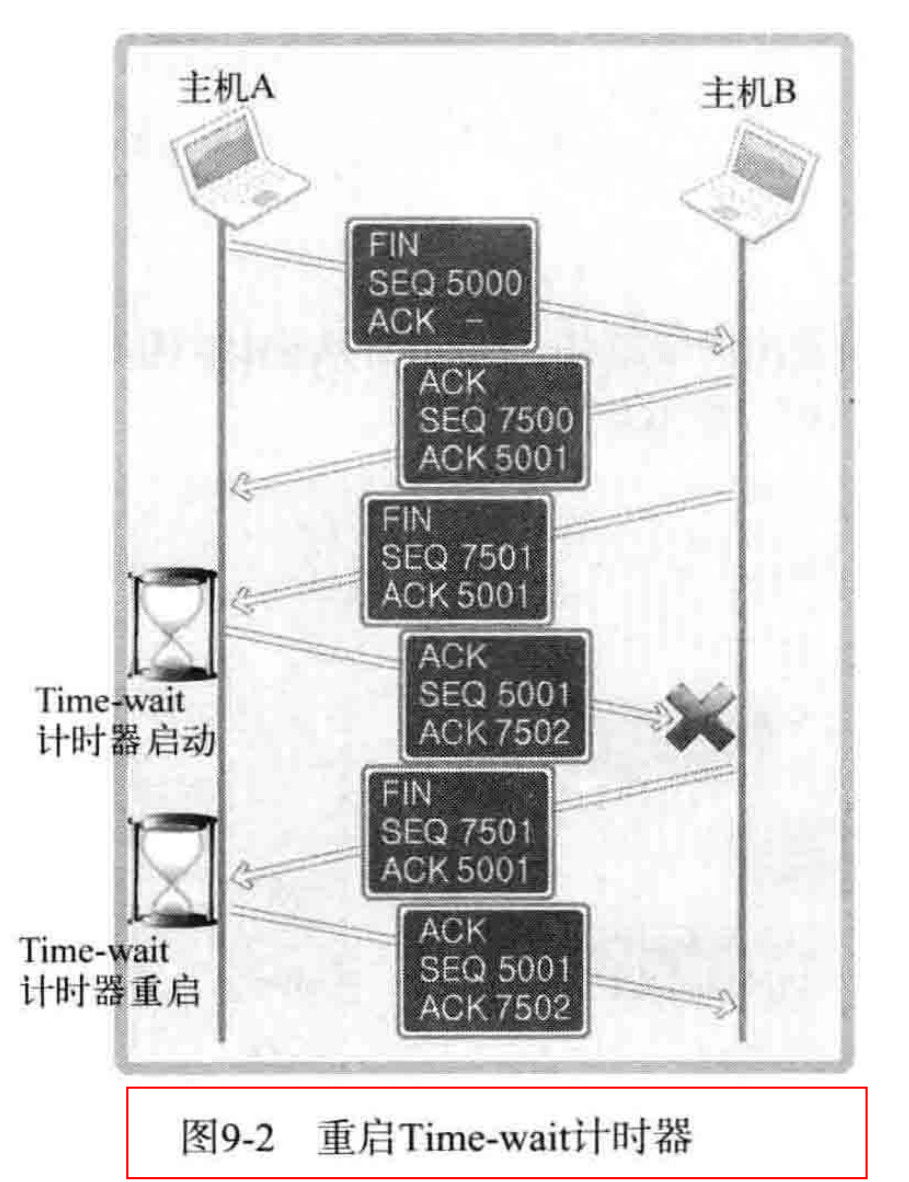 主机A
主机B
FIN
SEQ 5000
ACK –
ACK
SEQ 7500
ACK 5001
FIN
SEQ 7501
ACK 5001
ACK
SEQ 5001
ACK 7502
Time-wait
计时器启动
FIN
SEQ 7501
ACK 5001
ACK
SEQ 5001
ACK 7502
Time-wait
计时器重启
图9-2 重启Time-wait计时器